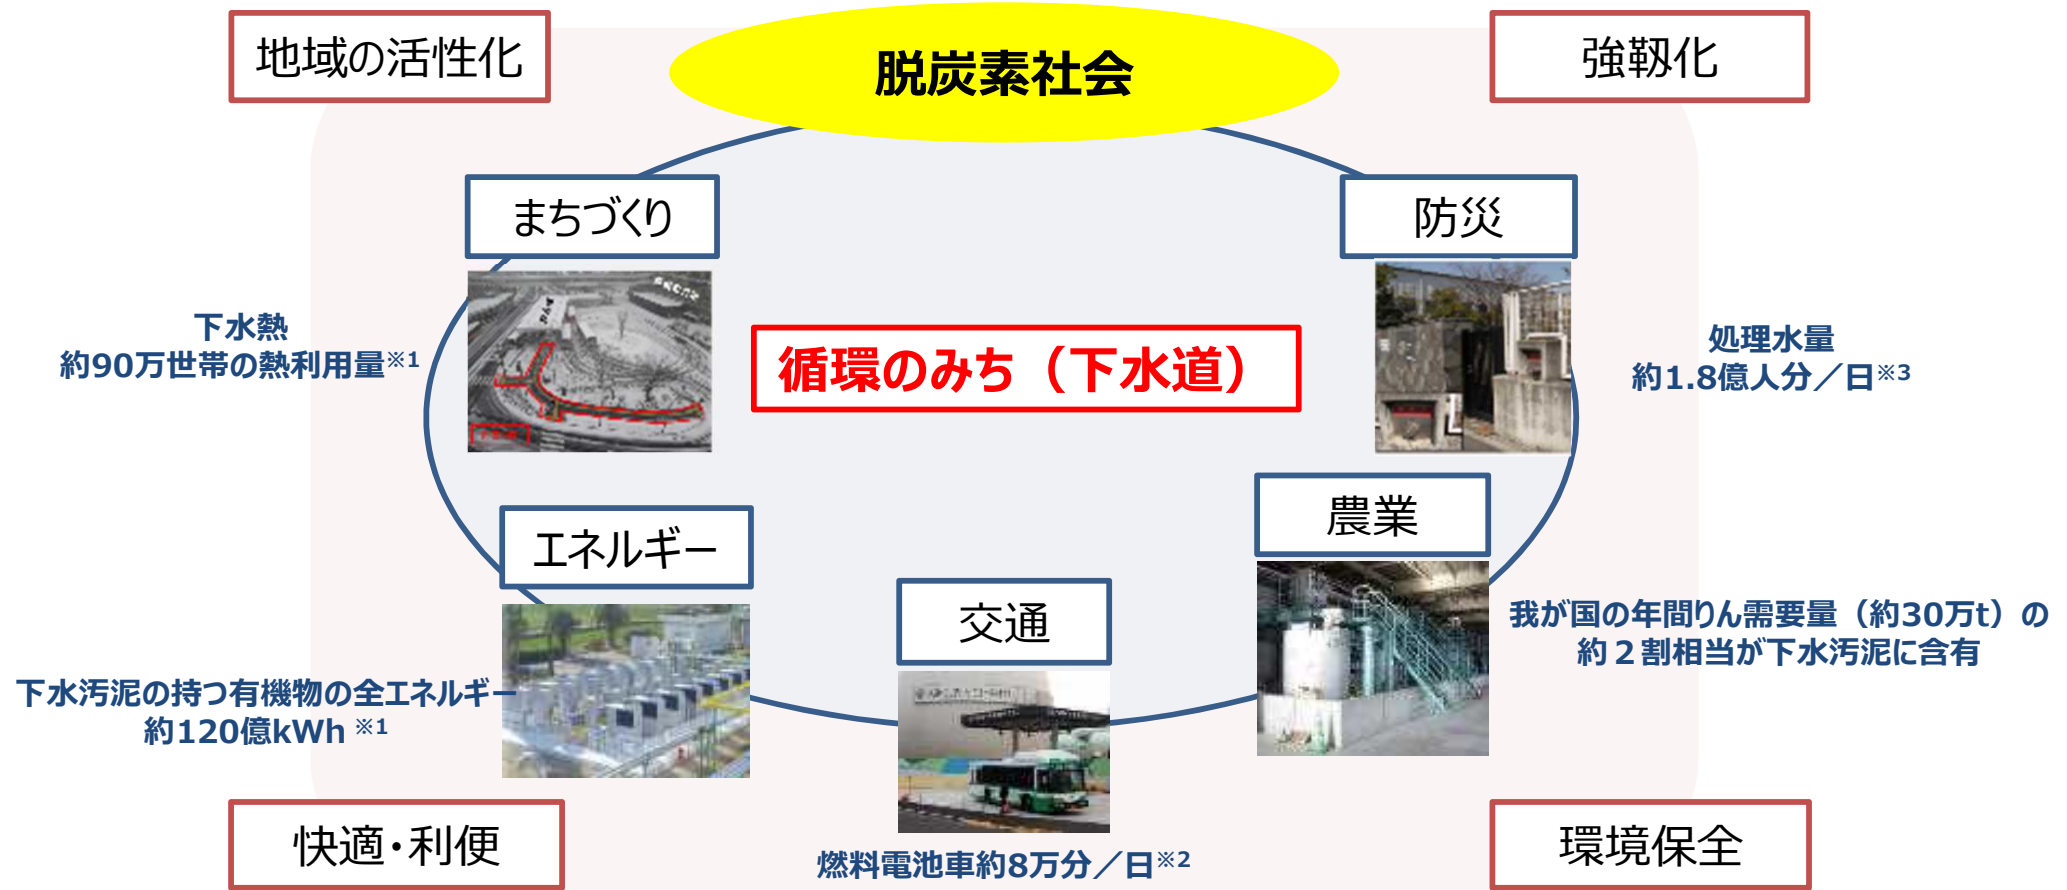 地域の活性化
脱炭素社会
強靱化
まちづくり
防災
下水熱
約90万世帯の熱利用量※1
循環のみち（下水道）
処理水量
約1.8億人分／日※3
エネルギー
農業
交通
下水汚泥の持つ有機物の全エネルギー
約120億kWh ※1
我が国の年間りん需要量（約30万t）の
約２割相当が下水汚泥に含有
快適・利便
燃料電池車約8万分／日※2
環境保全